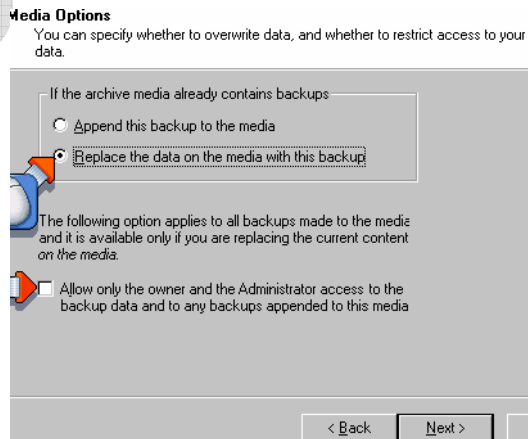 Media Options
You can specify whether to overwrite data, and whether to restrict access to your
data.
If the archive media already contains backups
Append this backup to the media
Replace the data on the media with this backup
The following option applies to all backups made to the media
and it is available only if you are replacing the current content
on the media.
Allow only the owner and the Administrator access to the
backup data and to any backups appended to this media
< Back Next >